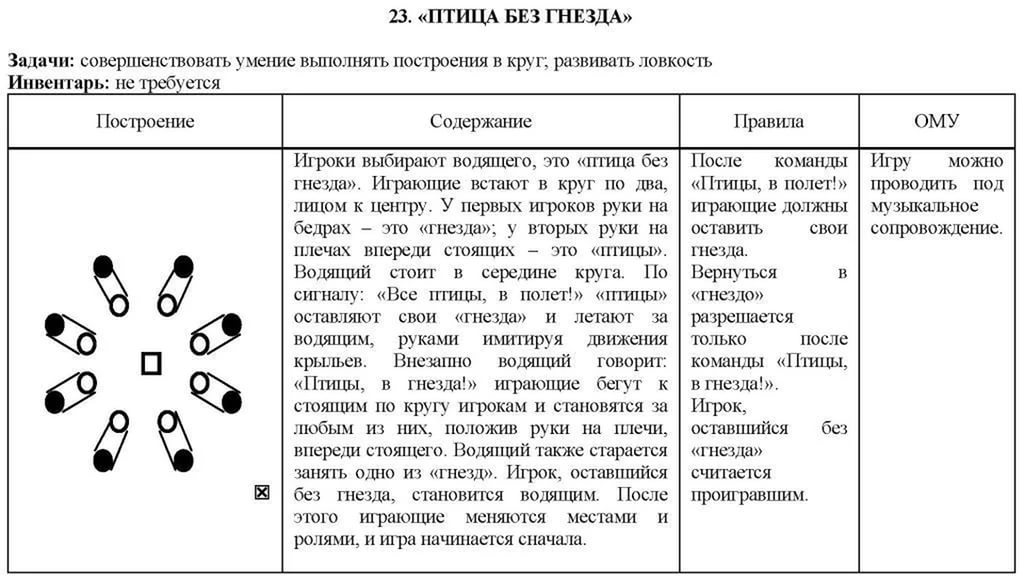 23. «ПТИЦА БЕЗ ГНЕЗДА»
Задачи: совершенствовать умение выполнять построения в круг; развивать ловкость
Инвентарь: не требуется
Построение
Содержание
Правила
ОМУ
Игроки выбирают водящего, это «птица без
гнезда». Играющие встают в круг по два,
лицом к центру. У первых игроков руки на
бедрах – это «гнезда»; у вторых руки на
плечах впереди стоящих – это «птицы».
Водящий стоит в середине круга. По
сигналу: «Все птицы, в полет!» «птицы»
оставляют свои «гнезда» и летают за
водящим, руками имитируя движения
крыльев. Внезапно водящий говорит:
«Птицы, в гнезда!» играющие бегут к
стоящим по кругу игрокам и становятся за
любым из них, положив руки на плечи,
впереди стоящего. Водящий также старается
занять одно из «гнезд». Игрок, оставшийся
без гнезда, становится водящим. После
этого играющие меняются местами и
ролями, и игра начинается сначала.
После команды
«Птицы, в полет!»
играющие должны
оставить свои
гнезда.
Вернуться в
«гнездо»
разрешается
только после
команды «Птицы,
в гнезда!».
Игрок,
оставшийся без
«гнезда»
считается
проигравшим.
Игру можно
проводить под
музыкальное
сопровождение.